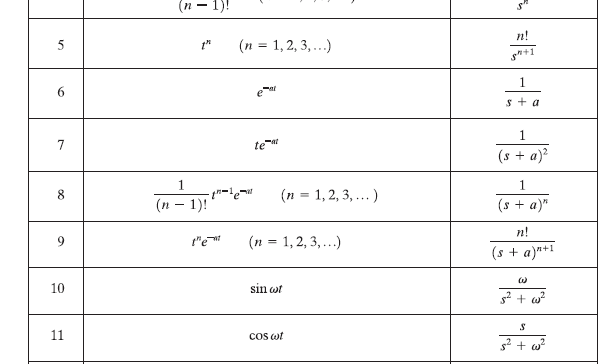 (n − 1)! sⁿ
5 tⁿ (n = 1, 2, 3, …) n! / sⁿ⁺¹
6 e⁻ᵃᵗ 1 / (s + a)
7 te⁻ᵃᵗ 1 / (s + a)²
8 1 / (n − 1)! tⁿ⁻¹e⁻ᵃᵗ (n = 1, 2, 3, … ) 1 / (s + a)ⁿ
9 tⁿe⁻ᵃᵗ (n = 1, 2, 3, …) n! / (s + a)ⁿ⁺¹
10 sin ωt ω / (s² + ω²)
11 cos ωt s / (s² + ω²)